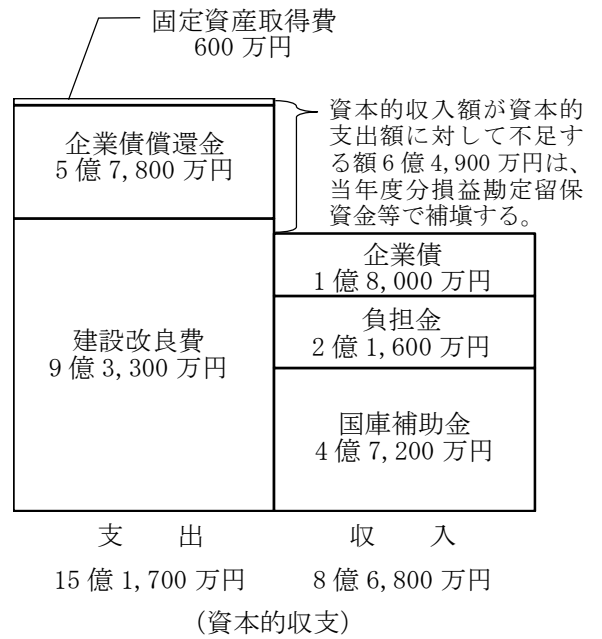 固定資産取得費
600 万円
企業債償還金
5 億 7, 800 万円
資本的収入額が資本的
支出額に対して不足す
る額 6 億 4, 900 万円は、
当年度分損益勘定留保
資金等で補塡する。
企業債
1 億 8, 000 万円
負担金
2 億 1, 600 万円
建設改良費
9 億 3, 300 万円
国庫補助金
4 億 7, 200 万円
支 出 収 入
15 億 1, 700 万円 8 億 6, 800 万円
(資本的収支)